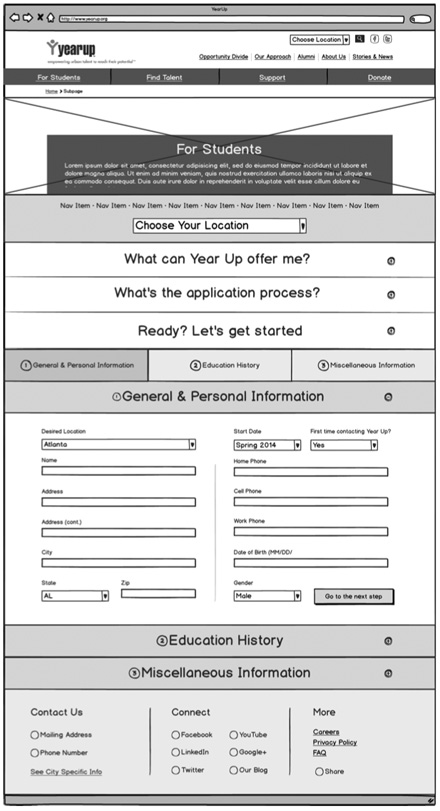 YearUp
http://www.yearup.org
yearup
empowering urban talent to reach their potential
Choose Location
Opportunity Divide | Our Approach | Alumni | About Us | Stories & News
For Students
Find Talent
Support
Donate
Home > Subpage
For Students
Lorem ipsum dolor sit amet, consectetur adipisicing elit, sed do eiusmod tempor incididunt ut labore et
dolore magna aliqua. Ut enim ad minim veniam, quis nostrud exercitation ullamco laboris nisi ut aliquip ex
ea commodo consequat. Duis aute irure dolor in reprehenderit in voluptate velit esse cillum dolore eu
Nav Item - Nav Item - Nav Item - Nav Item - Nav Item - Nav Item - Nav Item
Choose Your Location
What can Year Up offer me?
What's the application process?
Ready? Let's get started
1 General & Personal Information
2 Education History
3 Miscellaneous Information
1 General & Personal Information
Desired Location
Atlanta
Name
Address
Address (cont.)
City
State
Zip
AL
Start Date
First time contacting Year Up?
Spring 2014
Yes
Home Phone
Cell Phone
Work Phone
Date of Birth (MM/DD/
Gender
Male
Go to the next step
2 Education History
3 Miscellaneous Information
Contact Us
Mailing Address
Phone Number
See City Specific Info
Connect
Facebook
YouTube
LinkedIn
Google+
Twitter
Our Blog
More
Careers
Privacy Policy
FAQ
Share